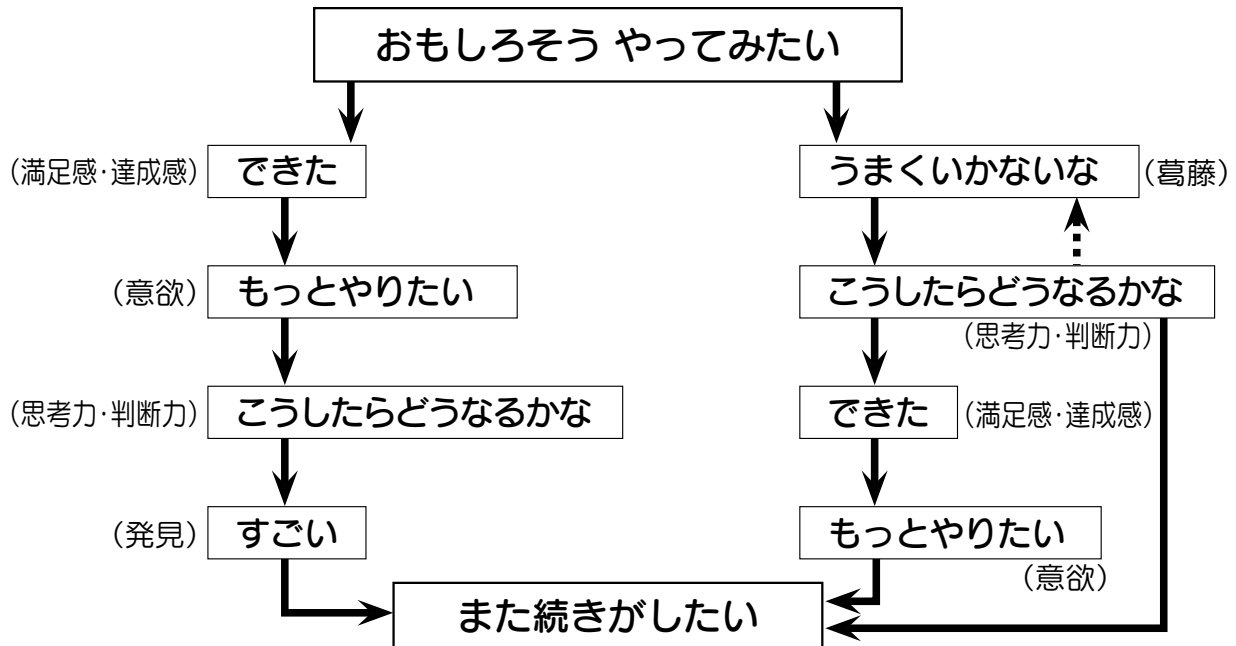 おもしろそう やってみたい
(満足感・達成感) できた
うまくいかないな (葛藤)
(意欲) もっとやりたい
こうしたらどうなるかな
(思考力・判断力)
(思考力・判断力) こうしたらどうなるかな
できた (満足感・達成感)
(発見) すごい
もっとやりたい
(意欲)
また続きがしたい